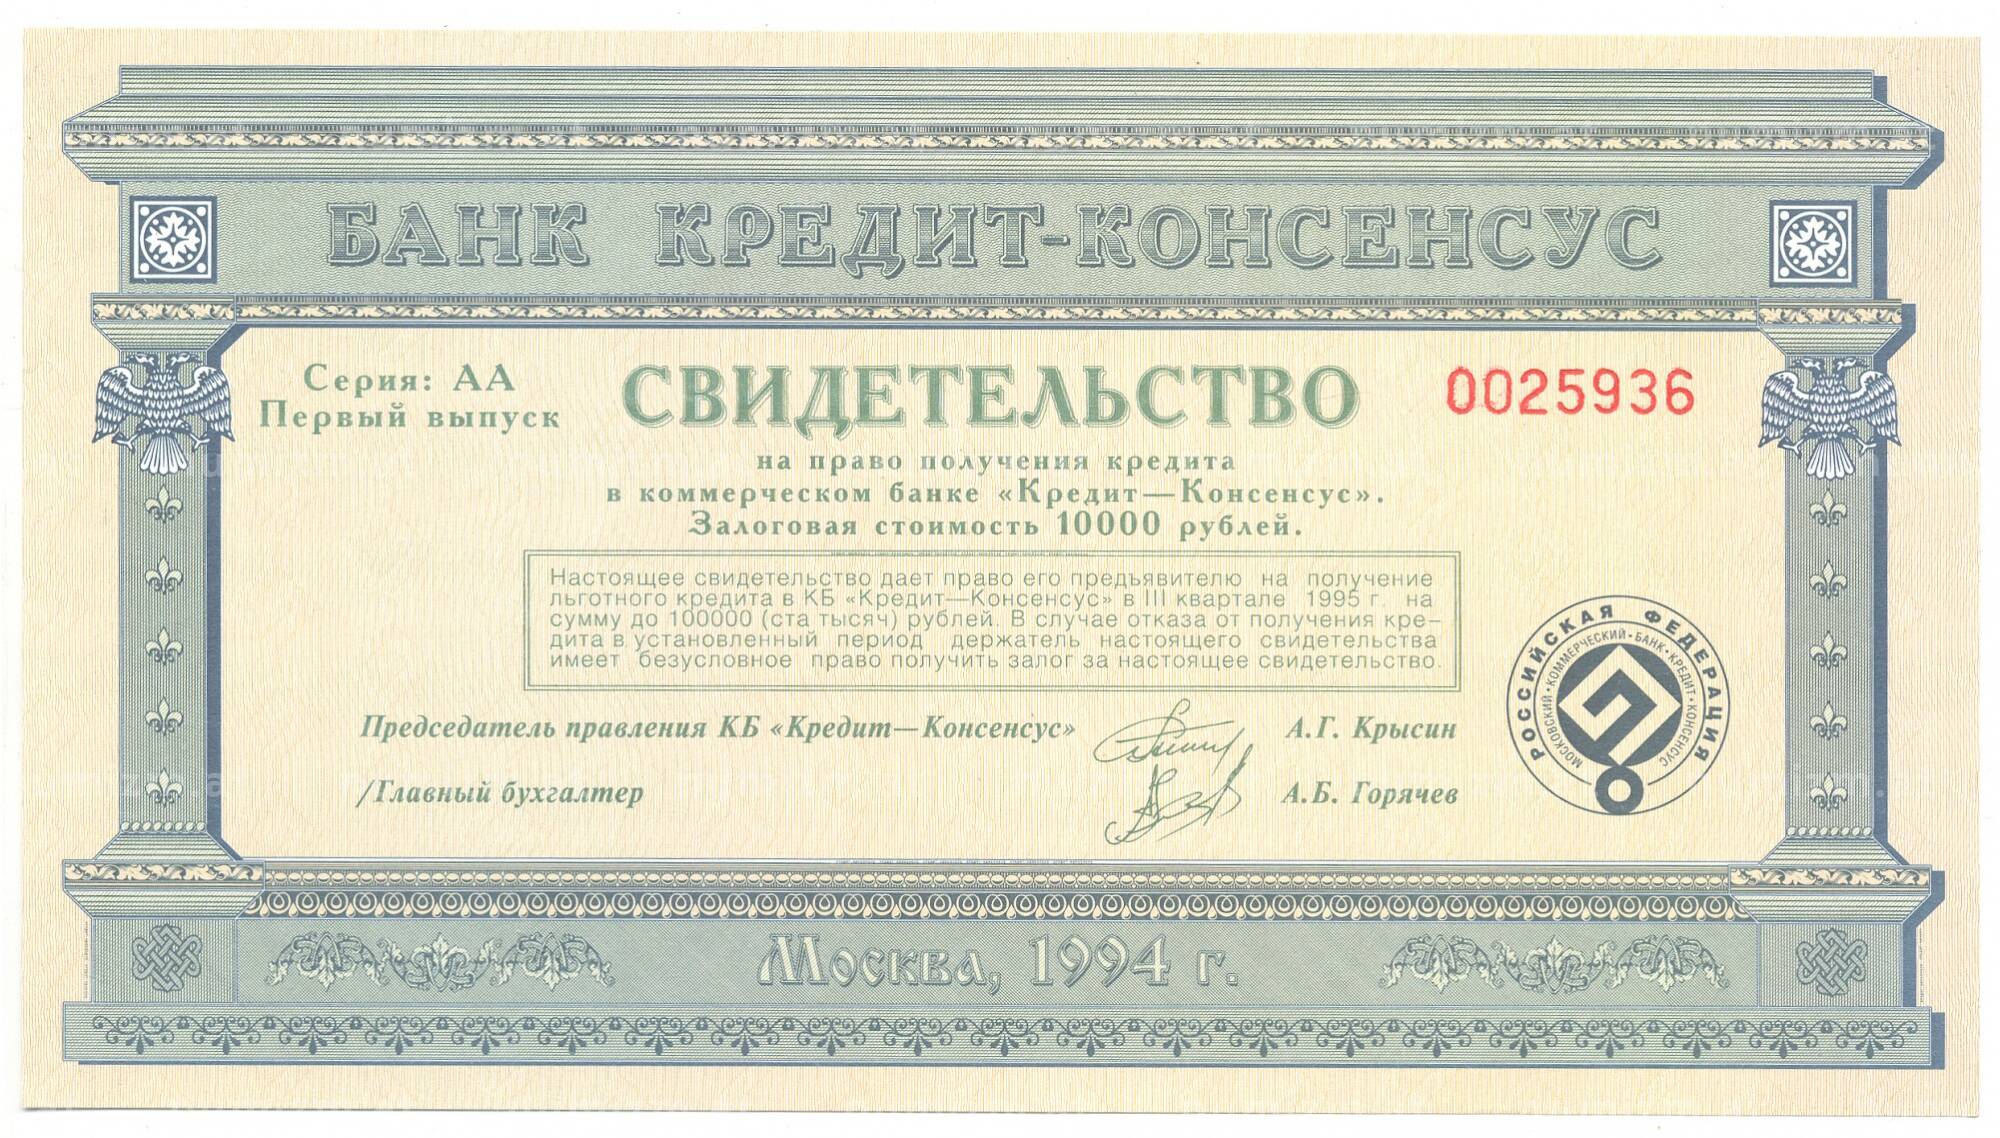 БАНК КРЕДИТ-КОНСЕНСУС
Серия: АА
Первый выпуск
СВИДЕТЕЛЬСТВО
0025936
на право получения кредита
в коммерческом банке «Кредит—Консенсус».
Залоговая стоимость 10000 рублей.
Настоящее свидетельство дает право его предьявителю на получение
льготного кредита в КБ «Кредит—Консенсус» в III квартале 1995 г. на
сумму до 100000 (ста тысяч) рублей. В случае отказа от получения кре–
дита в установленный период держатель настоящего свидетельства
имеет безусловное право получить залог за настоящее свидетельство.
Председатель правления КБ «Кредит—Консенсус»
А.Г. Крысин
/Главный бухгалтер
А.Б. Горячев
РОССИЙСКАЯ ФЕДЕРАЦИЯ
МОСКОВСКИЙ·КОММЕРЧЕСКИЙ·БАНК·КРЕДИТ·КОНСЕНСУС
Москва, 1994 г.